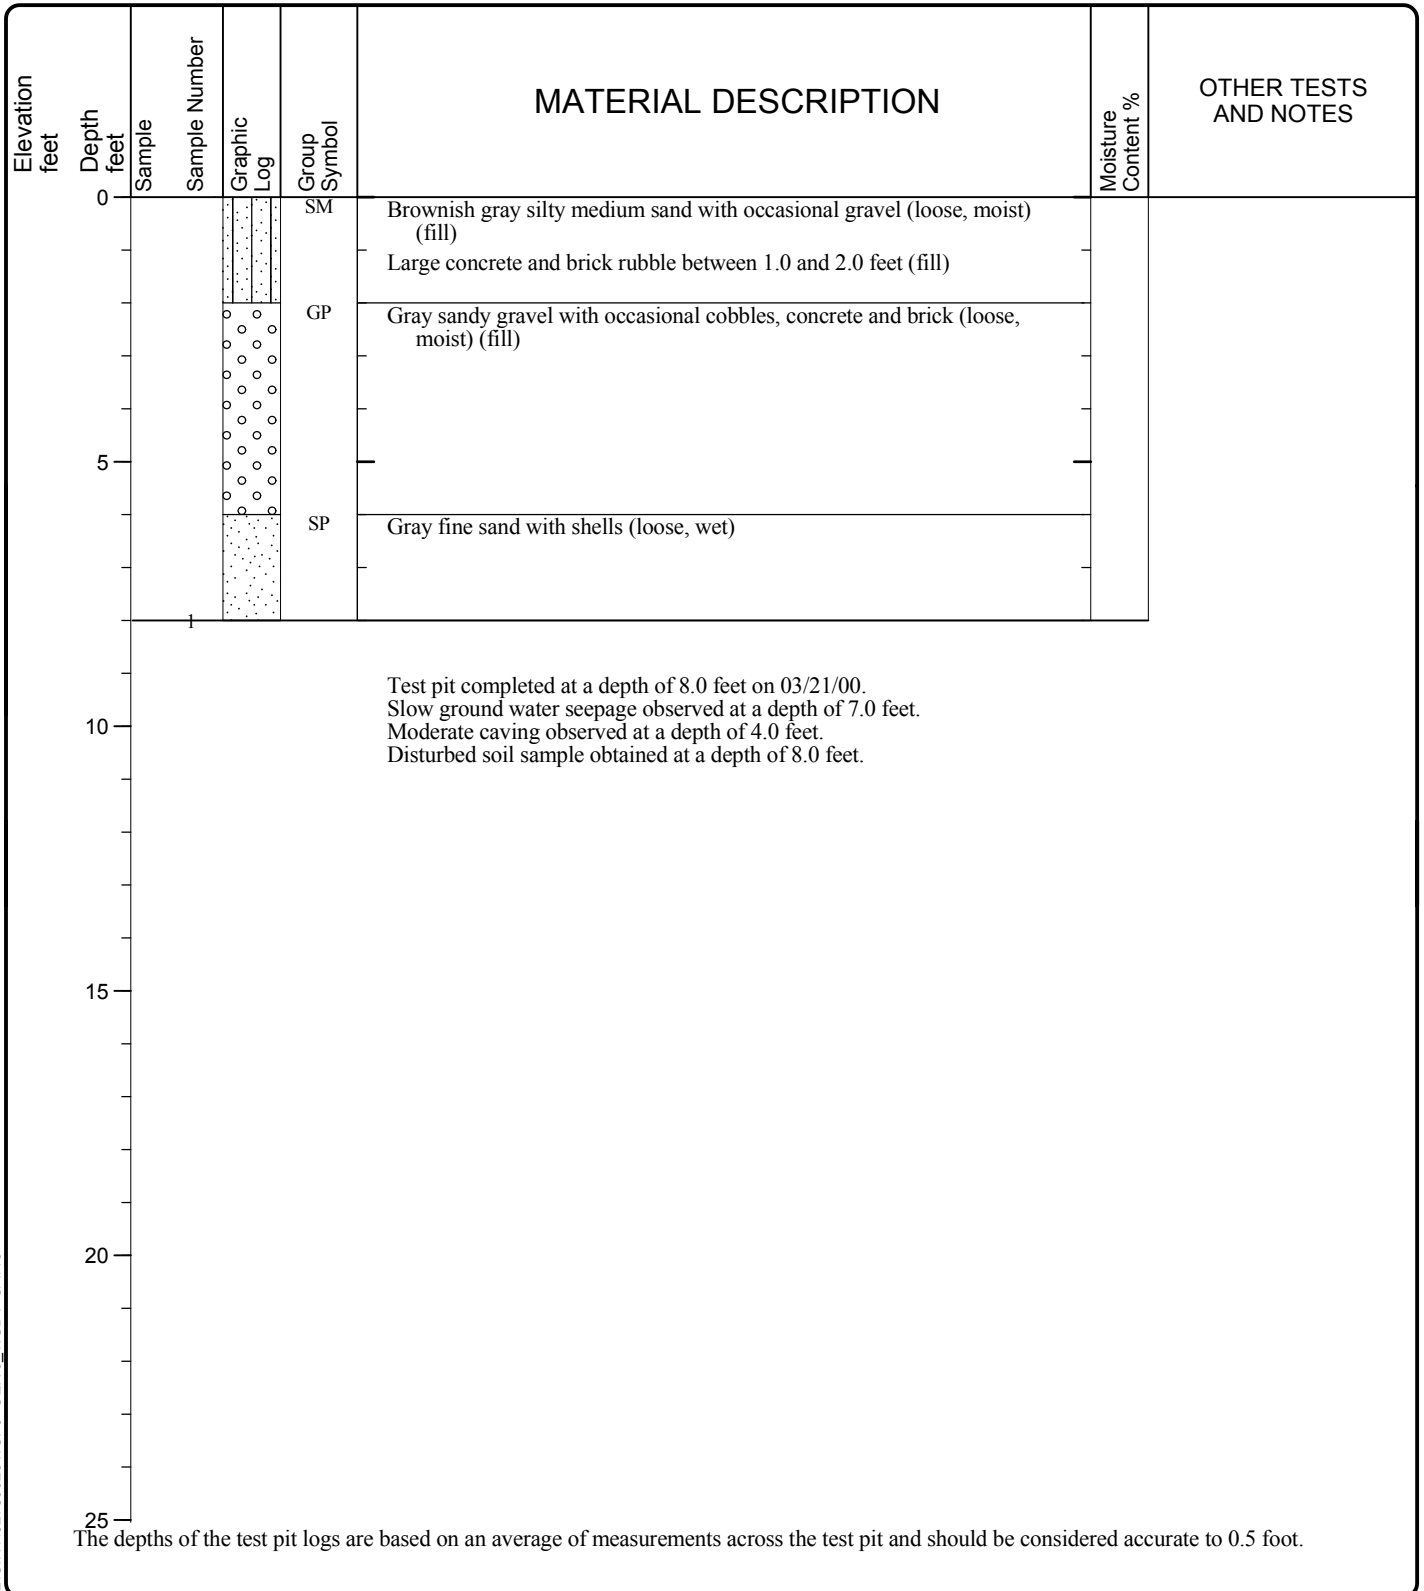 Elevation
feet
Depth
feet
Sample
Sample Number
Graphic
Log
Group
Symbol
MATERIAL DESCRIPTION
Moisture
Content %
OTHER TESTS
AND NOTES
0
SM
Brownish gray silty medium sand with occasional gravel (loose, moist)
(fill)
Large concrete and brick rubble between 1.0 and 2.0 feet (fill)
GP
Gray sandy gravel with occasional cobbles, concrete and brick (loose,
moist) (fill)
5
SP
Gray fine sand with shells (loose, wet)
1
Test pit completed at a depth of 8.0 feet on 03/21/00.
Slow ground water seepage observed at a depth of 7.0 feet.
10
Moderate caving observed at a depth of 4.0 feet.
Disturbed soil sample obtained at a depth of 8.0 feet.
15
20
25
The depths of the test pit logs are based on an average of measurements across the test pit and should be considered accurate to 0.5 foot.